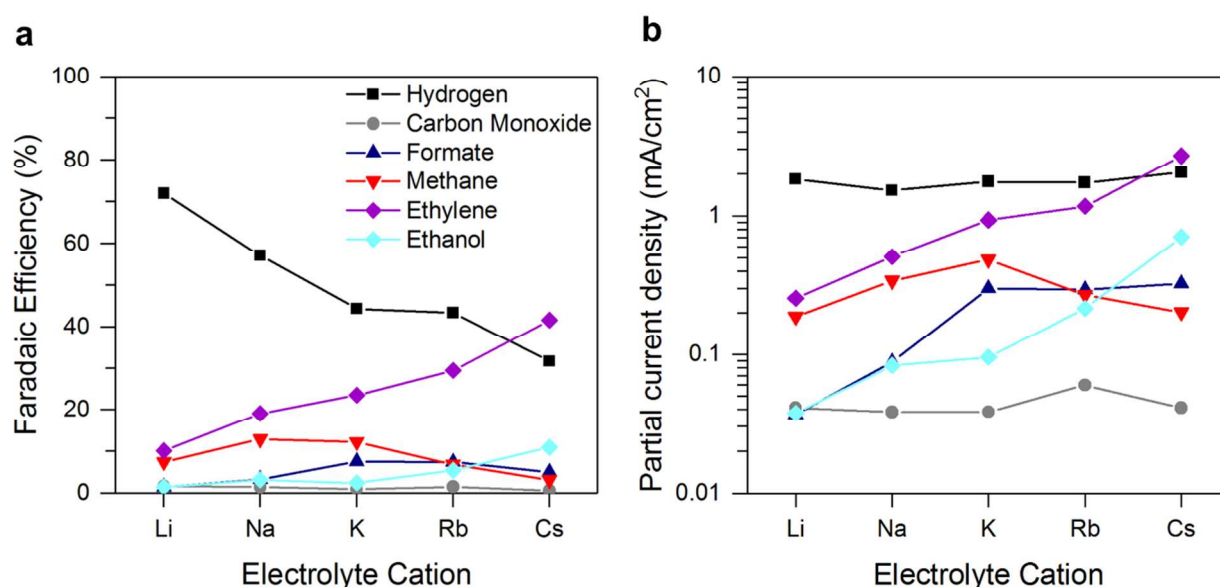 a
Faradaic Efficiency (%)
100
80
60
40
20
0
Hydrogen
Carbon Monoxide
Formate
Methane
Ethylene
Ethanol
Li Na K Rb Cs
Electrolyte Cation
b
Partial current density (mA/cm²)
10
1
0.1
0.01
Li Na K Rb Cs
Electrolyte Cation